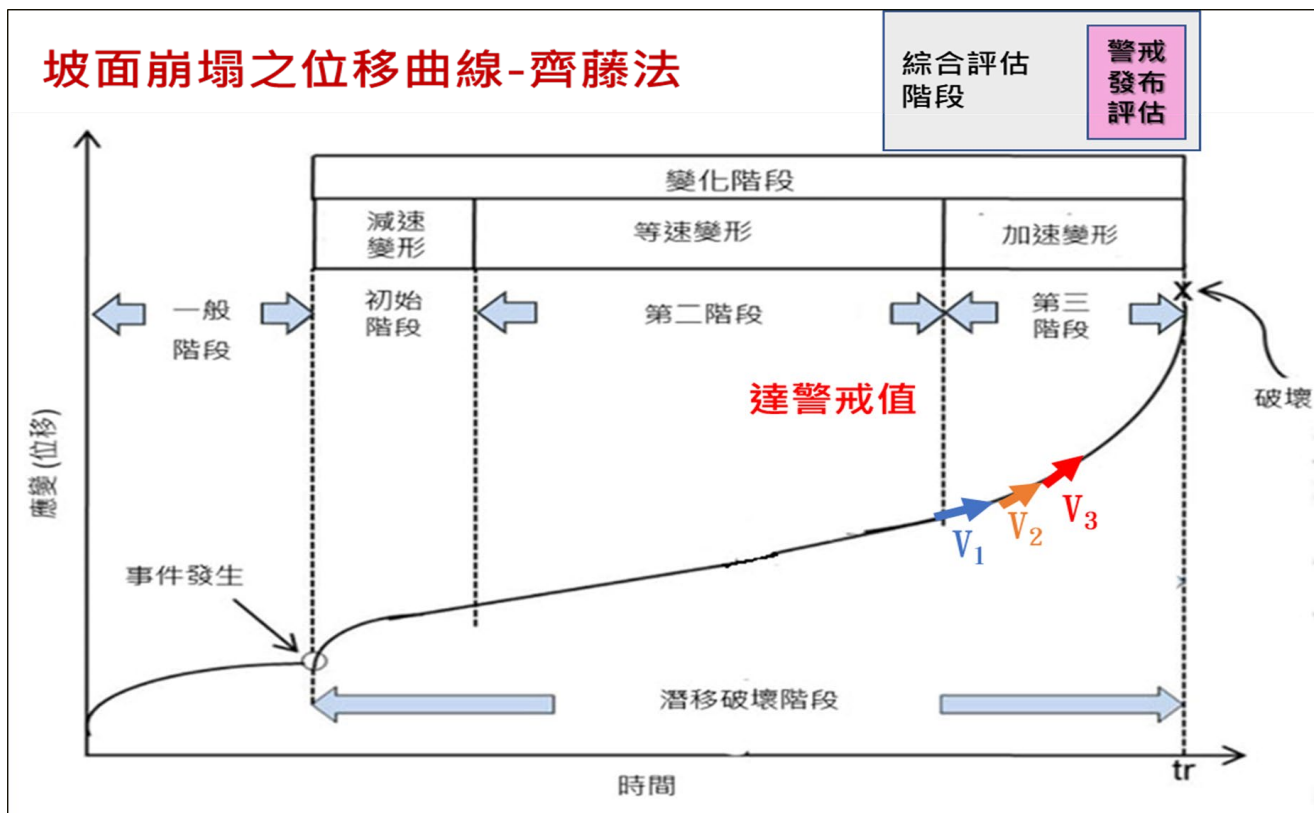 坡面崩塌之位移曲線-齊藤法
綜合評估
階段
警戒
發布
評估
變化階段
減速
變形
等速變形
加速變形
一般
階段
初始
階段
第二階段
第三
階段
X
破壞
達警戒值
應變(位移)
V1
V2
V3
事件發生
潛移破壞階段
時間
tr